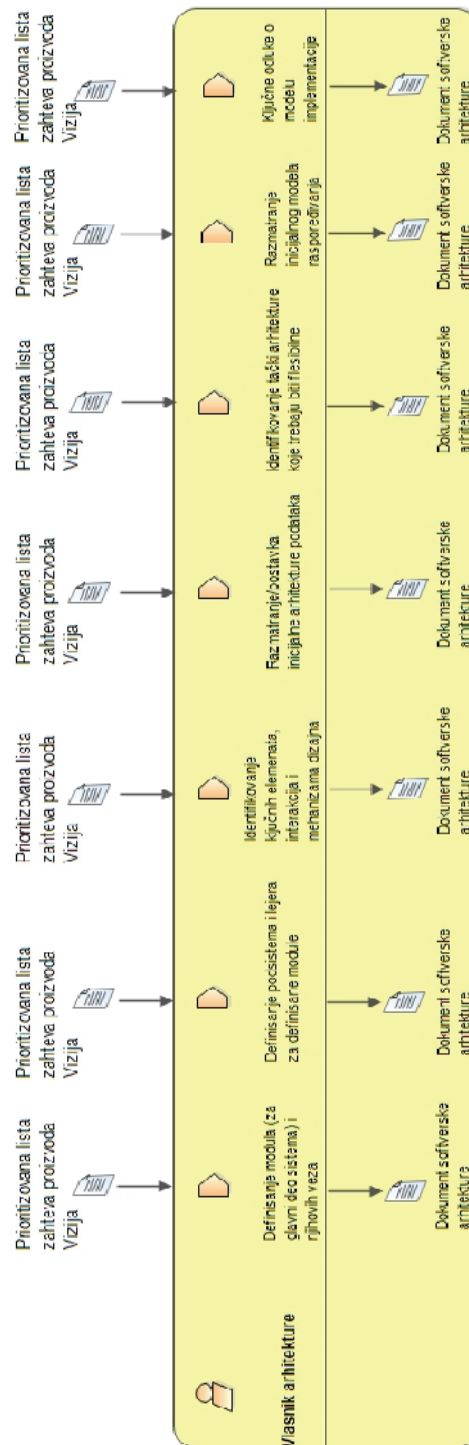 Prioritizovana lista
zahteva proizvoda
Vizija
Prioritizovana lista
zahteva proizvoda
Vizija
Prioritizovana lista
zahteva proizvoda
Vizija
Prioritizovana lista
zahteva proizvoda
Vizija
Prioritizovana lista
zahteva proizvoda
Vizija
Prioritizovana lista
zahteva proizvoda
Vizija
Prioritizovana lista
zahteva proizvoda
Vizija
Vlasnik arhitekture
Definisanje modula (za
glavni deo sistema) i
njihovih veza
Definisanje podsistema i lejera
za definisane module
Identifikovanje
ključnih elemenata,
interakcija i
mehanizama dizajna
Razmatranje/postavka
inicijalne arhitekture podataka
Identifikovanje tački arhitekture
koje trebaju biti flesibilne
Razmatranje
inicijalnog modela
raspoređivanja
Ključne odluke o
modelu
implementacije
Dokument softverske
arhitekture
Dokument softverske
arhitekture
Dokument softverske
arhitekture
Dokument softverske
arhitekture
Dokument softverske
arhitekture
Dokument softverske
arhitekture
Dokument softverske
arhitekture